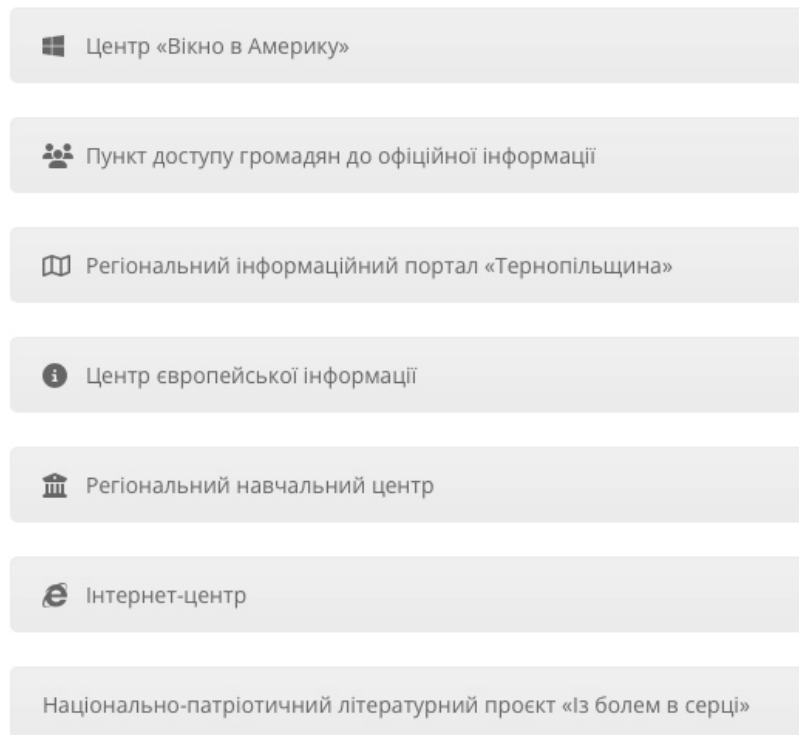 Центр «Вікно в Америку»
Пункт доступу громадян до офіційної інформації
Регіональний інформаційний портал «Тернопільщина»
Центр європейської інформації
Регіональний навчальний центр
Інтернет-центр
Національно-патріотичний літературний проєкт «Із болем в серці»